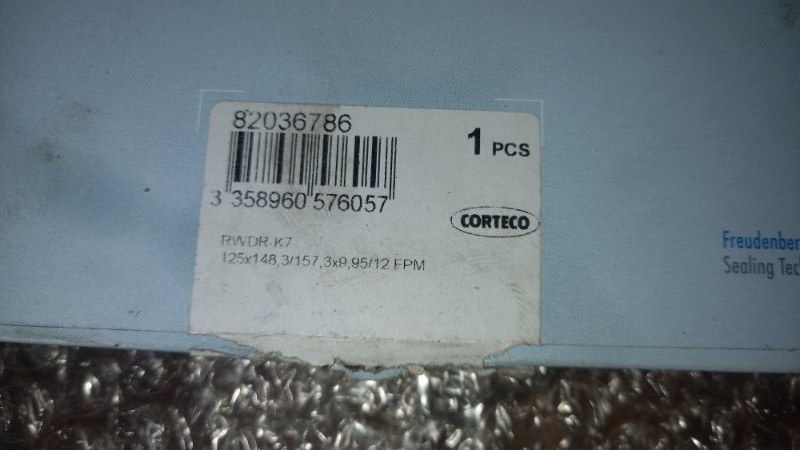 82036786
1 PCS
3 358960 576057
CORTECO
RWDR-K7
125x148,3/157,3x9,95/12 FPM
Freudenber
Sealing Tec